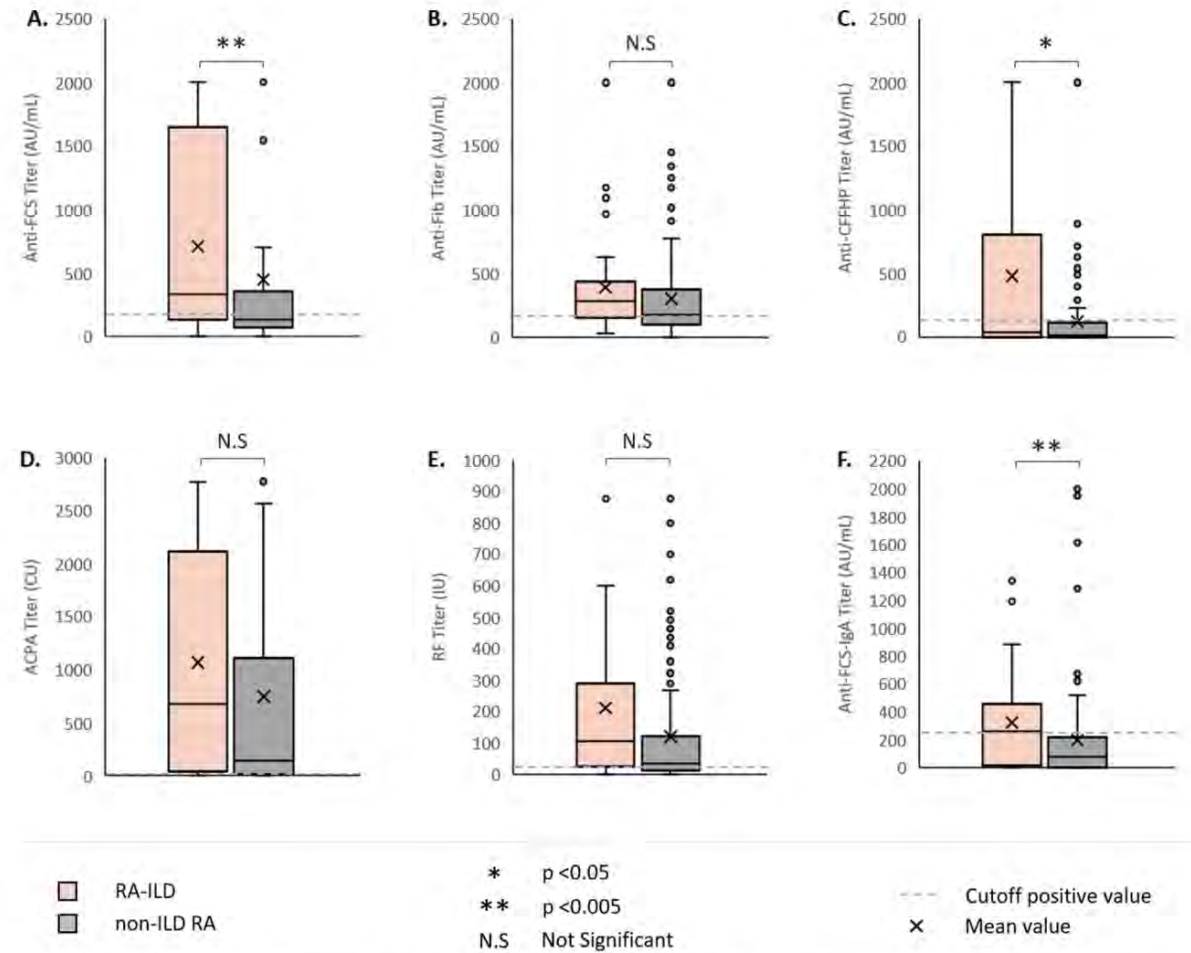 A.
Anti-FCS Titer (AU/mL)
2500
2000
1500
1000
500
0
**
B.
Anti-Fib Titer (AU/mL)
2500
2000
1500
1000
500
0
N.S
C.
Anti-CFFHP Titer (AU/mL)
2500
2000
1500
1000
500
0
*
D.
ACPA Titer (CU)
3000
2500
2000
1500
1000
500
0
N.S
E.
RF Titer (IU)
1000
900
800
700
600
500
400
300
200
100
0
N.S
F.
Anti-FCS-IgA Titer (AU/mL)
2200
2000
1800
1600
1400
1200
1000
800
600
400
200
0
**
RA-ILD
non-ILD RA
* p <0.05
** p <0.005
N.S Not Significant
Cutoff positive value
Mean value